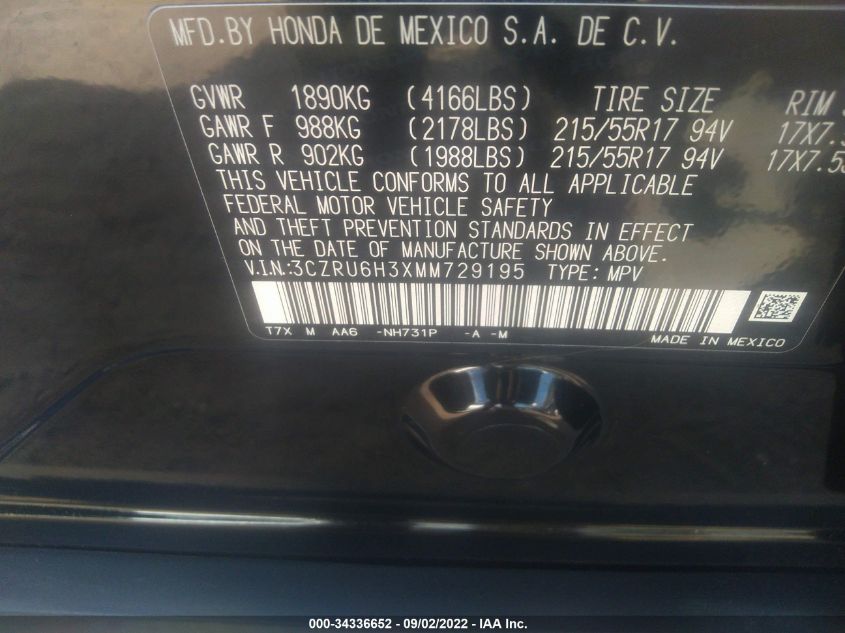 MFD.BY HONDA DE MEXICO S.A. DE C.V.
GVWR 1890KG (4166LBS) TIRE SIZE RIM
GAWR F 988KG (2178LBS) 215/55R17 94V 17X7.5
GAWR R 902KG (1988LBS) 215/55R17 94V 17X7.5
THIS VEHICLE CONFORMS TO ALL APPLICABLE
FEDERAL MOTOR VEHICLE SAFETY
AND THEFT PREVENTION STANDARDS IN EFFECT
ON THE DATE OF MANUFACTURE SHOWN ABOVE.
V.I.N.:3CZRU6H3XMM729195 TYPE: MPV
T7X M AA6 -NH731P -A -M MADE IN MEXICO
000-34336652 - 09/02/2022 - IAA Inc.